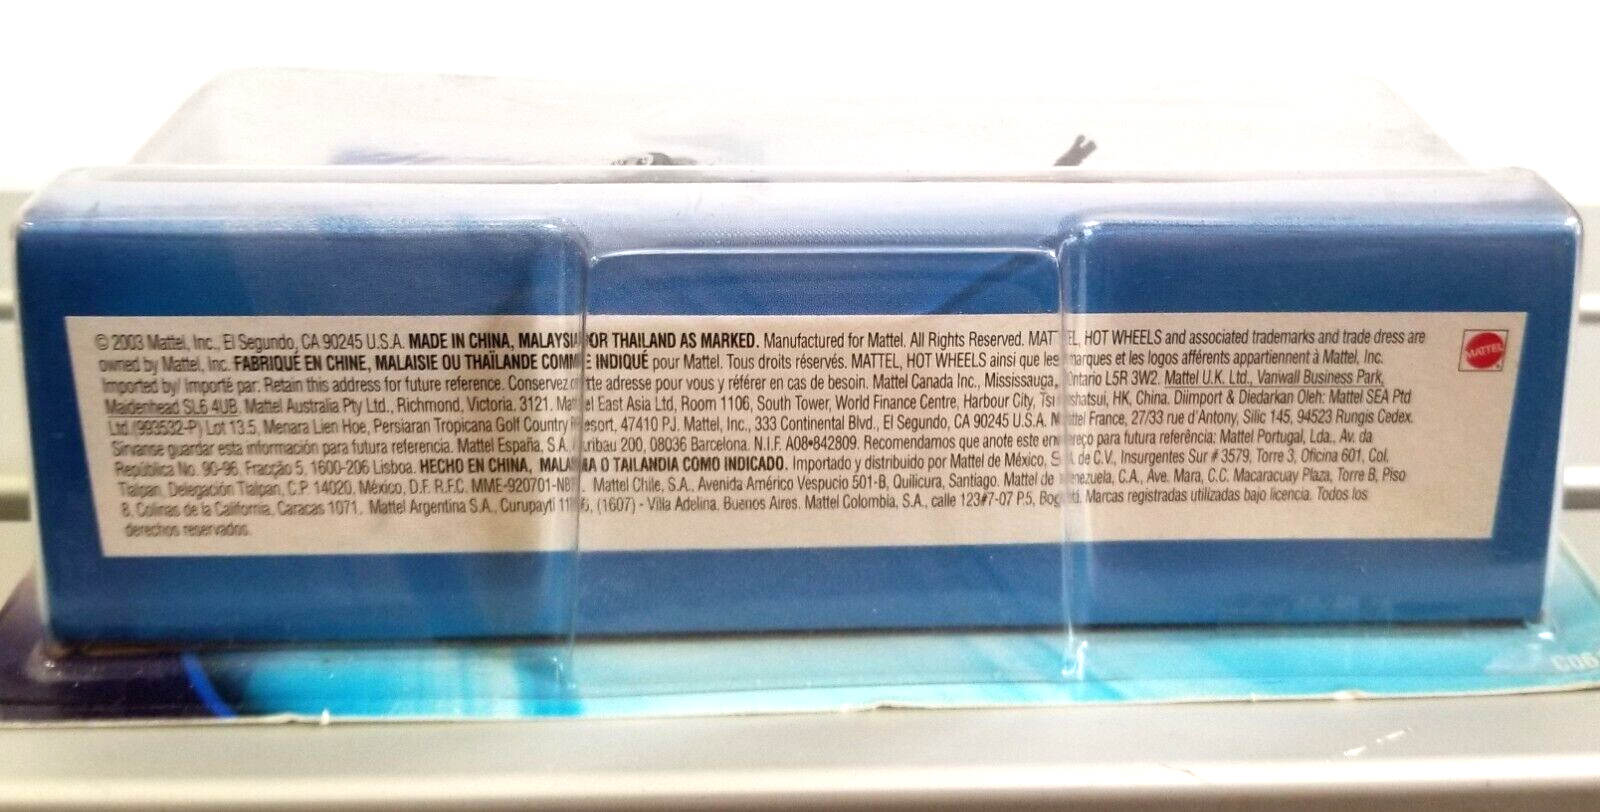 © 2003 Mattel, Inc., El Segundo, CA 90245 U.S.A. MADE IN CHINA, MALAYSIA OR THAILAND AS MARKED. Manufactured for Mattel. All Rights Reserved. MATTEL, HOT WHEELS and associated trademarks and trade dress are
owned by Mattel, Inc. FABRIQUÉ EN CHINE, MALAISIE OU THAÏLANDE COMME INDIQUÉ pour Mattel. Tous droits réservés. MATTEL, HOT WHEELS ainsi que les marques et les logos afférents appartiennent à Mattel, Inc.
MATTEL
Imported by/ Importé par: Retain this address for future reference. Conservez cette adresse pour vous y référer en cas de besoin. Mattel Canada Inc., Mississauga, Ontario L5R 3W2. Mattel U.K. Ltd., Vanwall Business Park,
Maidenhead SL6 4UB. Mattel Australia Pty Ltd., Richmond, Victoria. 3121. Mattel East Asia Ltd, Room 1106, South Tower, World Finance Centre, Harbour City, Tsimshatsui, HK, China. Diimport & Diedarkan Oleh: Mattel SEA Ptd
Ltd.(993532-P) Lot 13.5, Menara Lien Hoe, Persiaran Tropicana Golf Country Resort, 47410 PJ. Mattel, Inc., 333 Continental Blvd., El Segundo, CA 90245 U.S.A. Mattel France, 27/33 rue d'Antony, Silic 145, 94523 Rungis Cedex.
Sirvanse guardar esta información para futura referencia. Mattel España, S.A. Aribau 200, 08036 Barcelona. N.I.F. A08•842809. Recomendamos que anote este endereço para futura referência: Mattel Portugal, Lda., Av. da
República No. 90-96, Fracção 5, 1600-206 Lisboa. HECHO EN CHINA, MALASIA O TAILANDIA COMO INDICADO. Importado y distribuido por Mattel de México, S.A. de C.V., Insurgentes Sur # 3579, Torre 3, Oficina 601, Col.
Tlalpan, Delegación Tlalpan, C.P. 14020, México, D.F. R.F.C. Mattel Chile, S.A., Avenida Américo Vespucio 501-B, Quilicura, Santiago. Mattel de Venezuela, C.A., Ave. Mara, C.C. Macaracuay Plaza, Torre B, Piso
8, Colinas de la California, Caracas 1071. Mattel Argentina S.A., Curupaytí (1607) - Villa Adelina. Buenos Aires. Mattel Colombia, S.A., calle 123#7-07 P.5, Bogotá. Marcas registradas utilizadas bajo licencia. Todos los
derechos reservados.